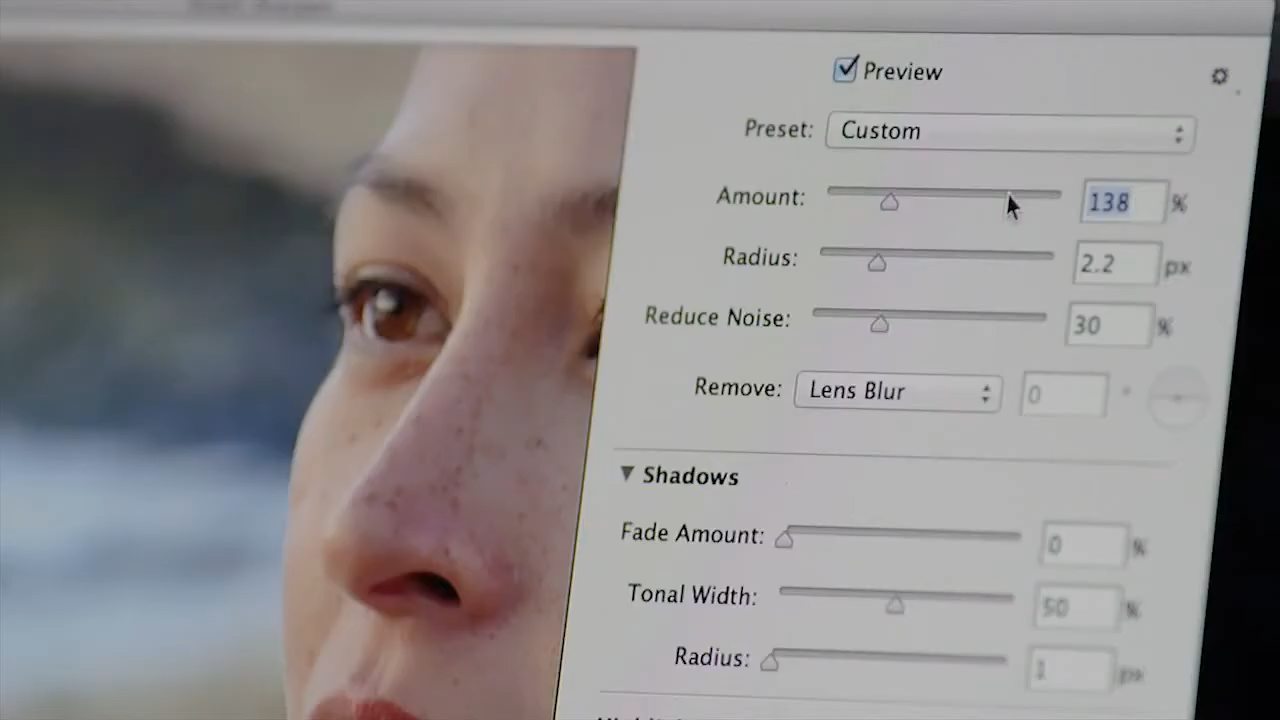 Preview
Preset: Custom
Amount: 138 %
Radius: 2.2 px
Reduce Noise: 30 %
Remove: Lens Blur 0 °
Shadows
Fade Amount: 0 %
Tonal Width: 50 %
Radius: 1 px